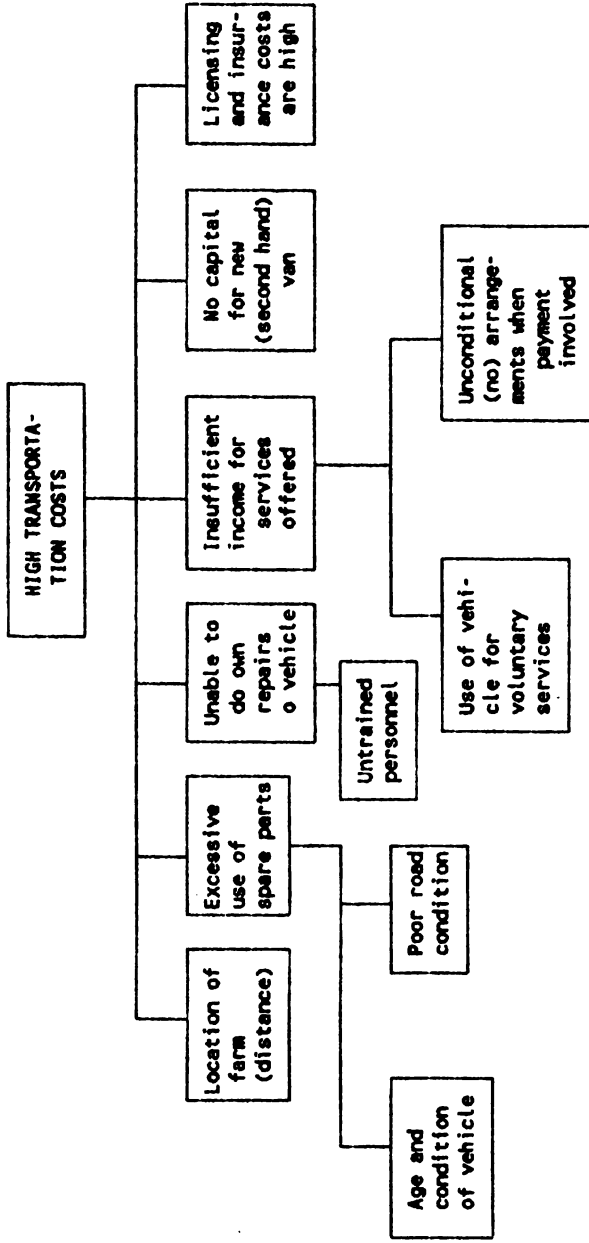 HIGH TRANSPORTA-
TION COSTS
Location of
farm
(distance)
Excessive
use of
spare parts
Unable to
do own
repairs
o vehicle
Insufficient
income for
services
offered
No capital
for new
(second hand)
van
Licensing
and insur-
ance costs
are high
Age and
condition
of vehicle
Poor road
condition
Untrained
personnel
Use of vehi-
cle for
voluntary
services
Unconditional
(no) arrange-
ments when
payment
involved